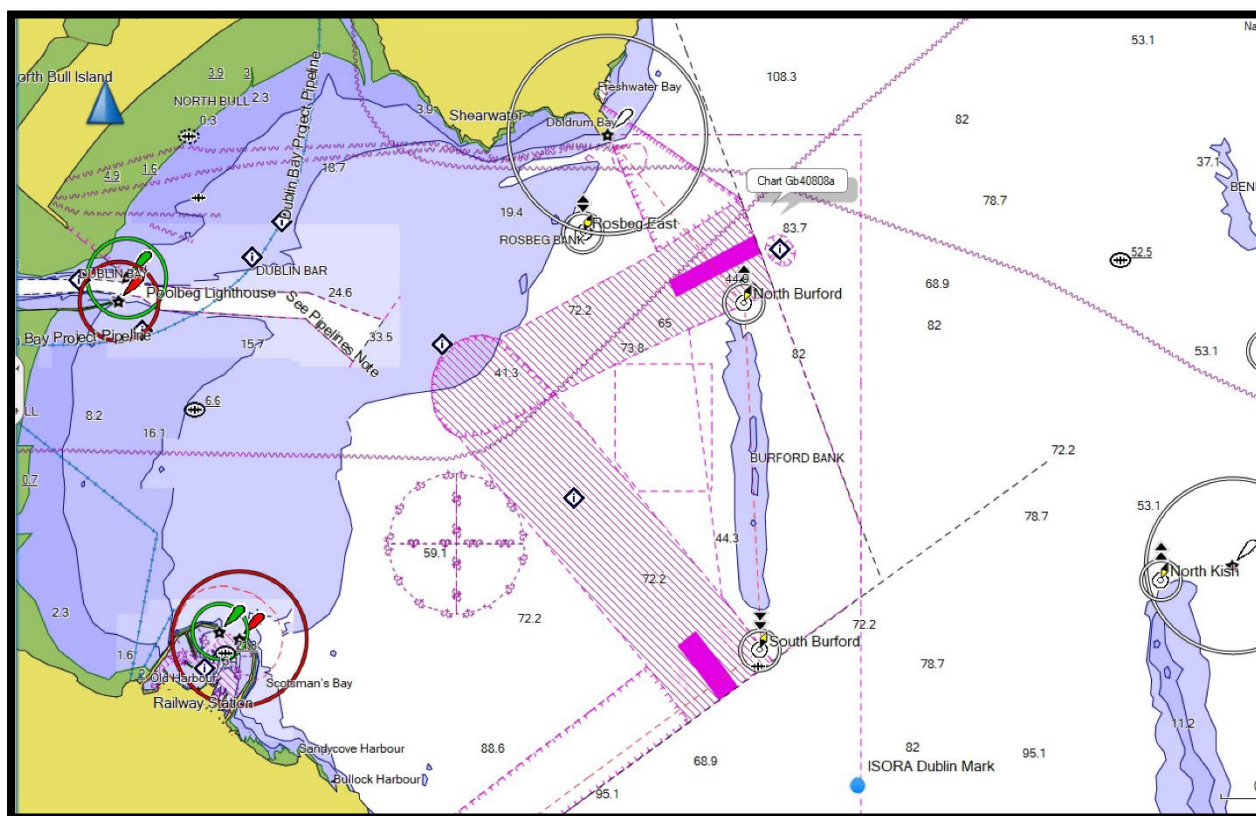 53.1
Na
3.9
3
108.3
orth Bull Island
Freshwater Bay
NORTH BULL
2.3
3.9
Shearwater
0.3
Doldrum Bay
82
Dublin Bay Project Pipeline
37.1
4.9
1.6
18.7
Chart Gb40808a
BEN
78.7
19.4
Rosbeg East
83.7
ROSBEG BANK
52.5
DUBLIN BAY
DUBLIN BAR
44.9
68.9
Poolbeg Lighthouse
24.6
North Burford
72.2
65
82
See Pipelines Note
Bay Project Pipeline
33.5
15.7
73.8
82
53.1
41.3
LL
8.2
6.6
16.1
72.2
BURFORD BANK
0.7
53.1
78.7
44.3
59.1
72.2
North Kish
2.3
72.2
72.2
South Burford
1.6
78.7
Old Harbour
Scotsman's Bay
Railway Station
11.2
Sandycove Harbour
88.6
82
95.1
68.9
ISORA Dublin Mark
Bullock Harbour
95.1